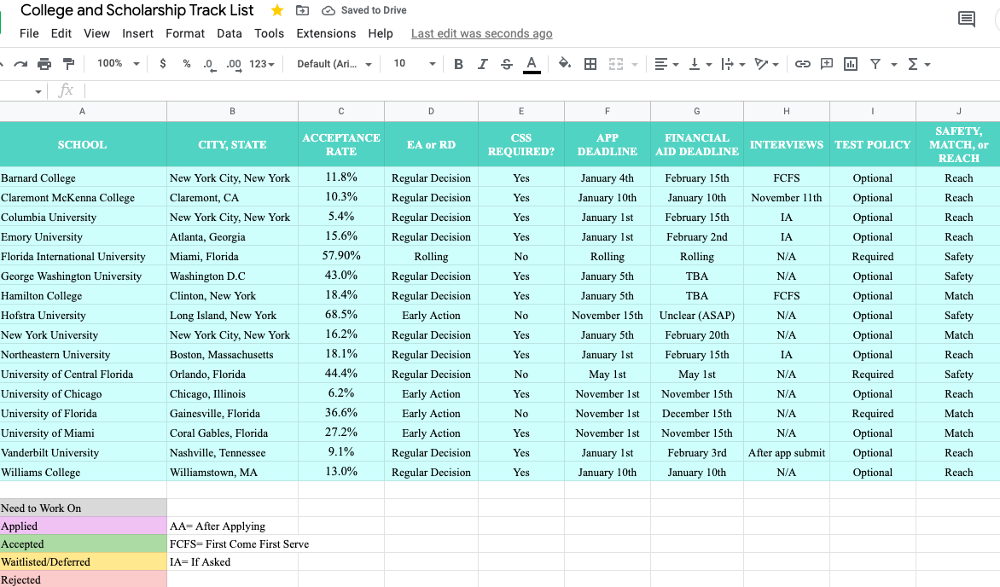 College and Scholarship Track List Saved to Drive
File Edit View Insert Format Data Tools Extensions Help Last edit was seconds ago
100% $ % .0 .00 123 Default (Ari... 10 B I S A Σ
fx
A B C D E F G H I J
SCHOOL CITY, STATE ACCEPTANCE RATE EA or RD CSS REQUIRED? APP DEADLINE FINANCIAL AID DEADLINE INTERVIEWS TEST POLICY SAFETY, MATCH, or REACH
Barnard College New York City, New York 11.8% Regular Decision Yes January 4th February 15th FCFS Optional Reach
Claremont McKenna College Claremont, CA 10.3% Regular Decision Yes January 10th January 10th November 11th Optional Reach
Columbia University New York City, New York 5.4% Regular Decision Yes January 1st February 15th IA Optional Reach
Emory University Atlanta, Georgia 15.6% Regular Decision Yes January 1st February 2nd IA Optional Reach
Florida International University Miami, Florida 57.90% Rolling No Rolling Rolling N/A Required Safety
George Washington University Washington D.C 43.0% Regular Decision Yes January 5th TBA N/A Optional Safety
Hamilton College Clinton, New York 18.4% Regular Decision Yes January 5th TBA FCFS Optional Match
Hofstra University Long Island, New York 68.5% Early Action No November 15th Unclear (ASAP) N/A Optional Safety
New York University New York City, New York 16.2% Regular Decision Yes January 5th February 20th N/A Optional Match
Northeastern University Boston, Massachusetts 18.1% Regular Decision Yes January 1st February 15th IA Optional Reach
University of Central Florida Orlando, Florida 44.4% Regular Decision No May 1st May 1st N/A Required Safety
University of Chicago Chicago, Illinois 6.2% Early Action Yes November 1st November 15th N/A Optional Reach
University of Florida Gainesville, Florida 36.6% Early Action No November 1st December 15th N/A Required Match
University of Miami Coral Gables, Florida 27.2% Early Action Yes November 1st November 15th N/A Optional Match
Vanderbilt University Nashville, Tennessee 9.1% Regular Decision Yes January 1st February 3rd After app submit Optional Reach
Williams College Williamstown, MA 13.0% Regular Decision Yes January 10th January 10th N/A Optional Reach
Need to Work On
Applied AA= After Applying
Accepted FCFS= First Come First Serve
Waitlisted/Deferred IA= If Asked
Rejected